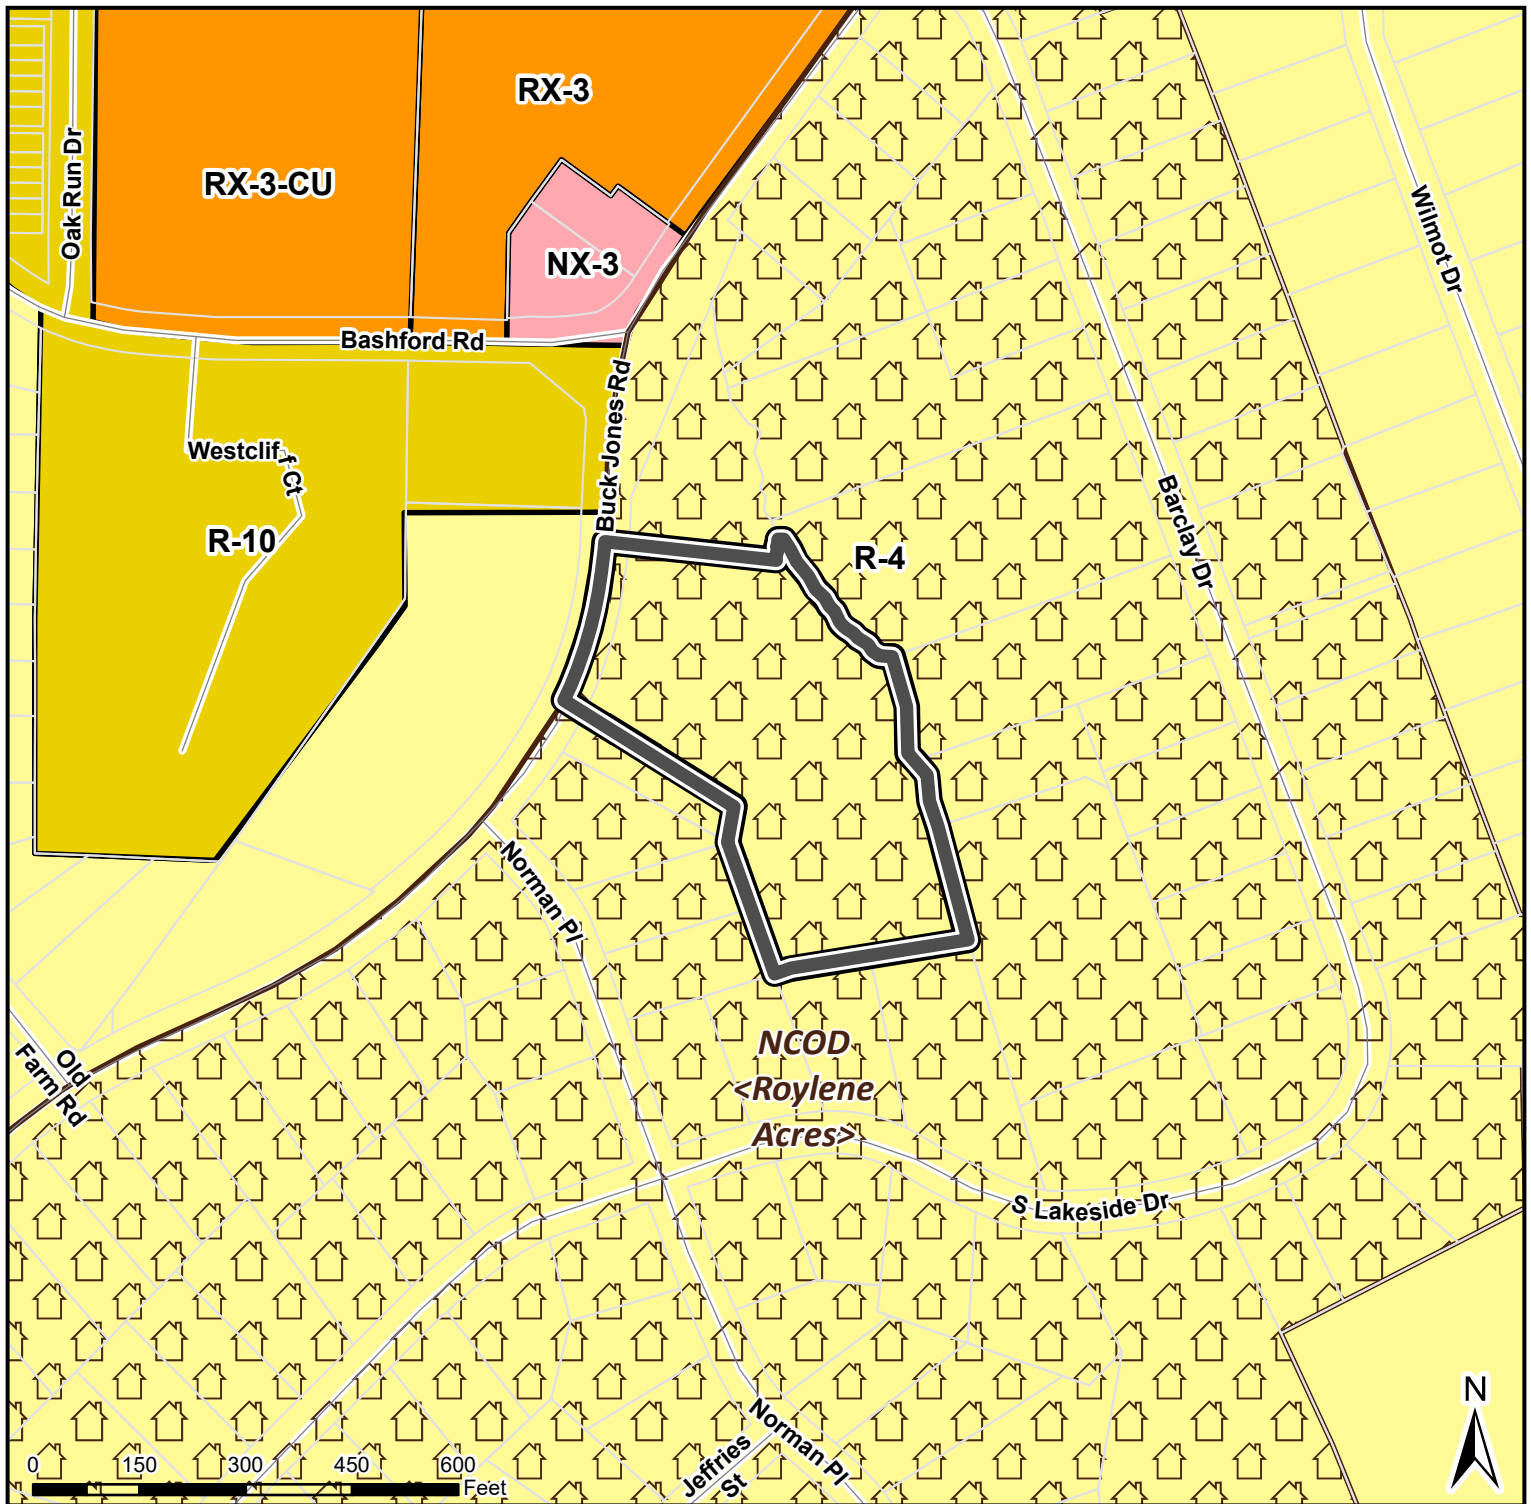 RX-3
RX-3-CU
Oak Run Dr
NX-3
Wilmot Dr
Bashford Rd
Buck Jones Rd
Westcliff Ct
R-10
R-4
Barclay Dr
Norman Pl
NCOD
<Roylene
Acres>
Old
Farm Rd
S Lakeside Dr
N
Norman Pl
Jeffries
St
0 150 300 450 600
Feet